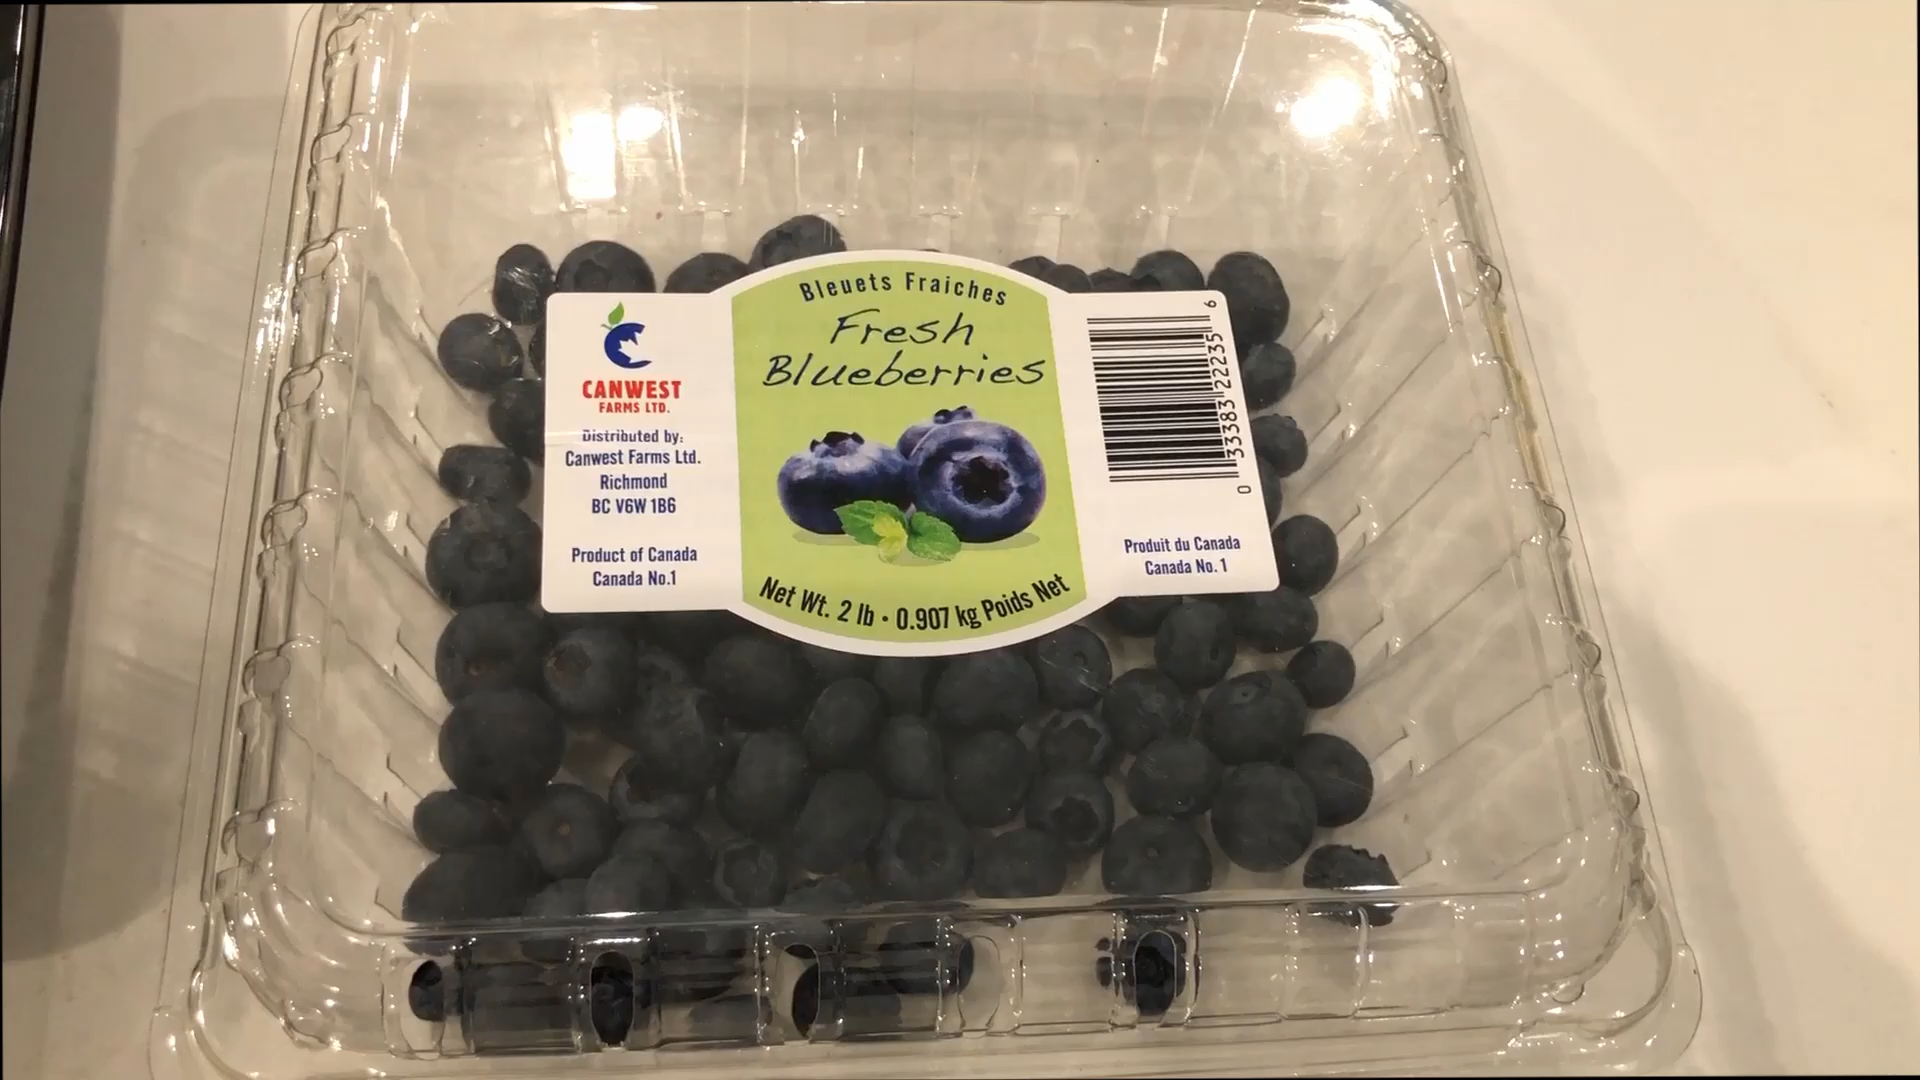 Bleuets Fraiches
Fresh
Blueberries
CANWEST
FARMS LTD.
Distributed by:
Canwest Farms Ltd.
Richmond
BC V6W 1B6
Product of Canada
Canada No.1
0 33383 22235 6
Produit du Canada
Canada No. 1
Net Wt. 2 lb • 0.907 kg Poids Net